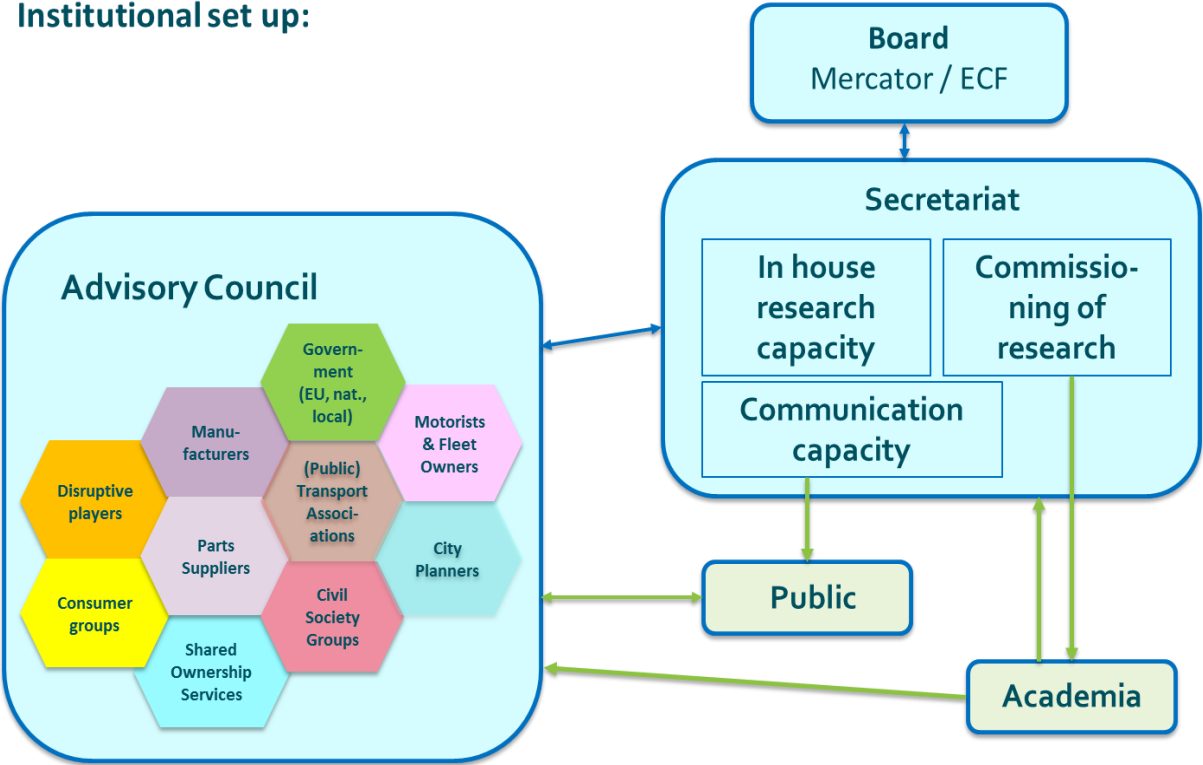 Institutional set up:
Board
Mercator / ECF
Secretariat
In house
research
capacity
Commissio-
ning of
research
Communication
capacity
Advisory Council
Govern-
ment
(EU, nat.,
local)
Manu-
facturers
Motorists
& Fleet
Owners
(Public)
Transport
Associ-
ations
Disruptive
players
Parts
Suppliers
City
Planners
Consumer
groups
Civil
Society
Groups
Shared
Ownership
Services
Public
Academia